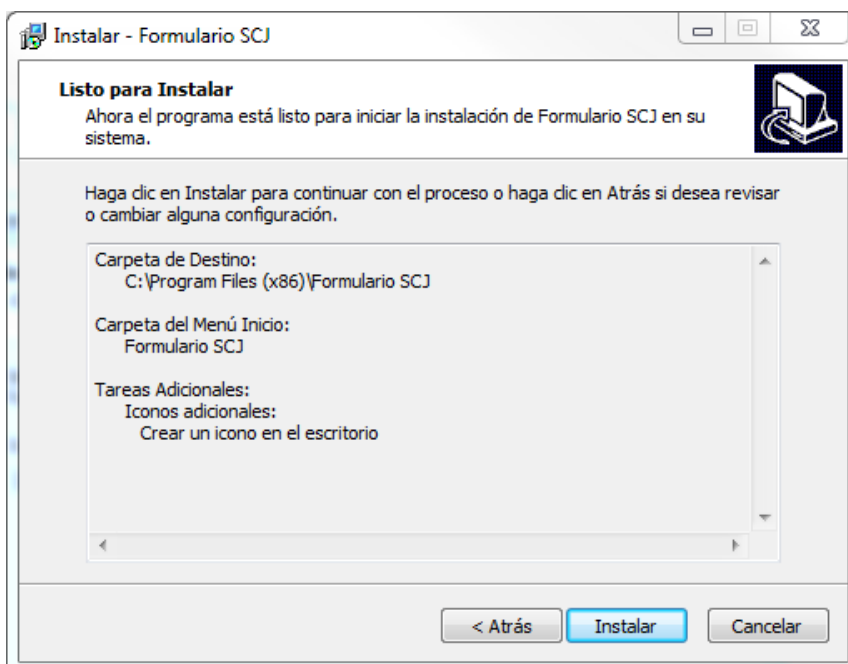 Instalar - Formulario SCJ
Listo para Instalar
Ahora el programa está listo para iniciar la instalación de Formulario SCJ en su
sistema.
Haga clic en Instalar para continuar con el proceso o haga clic en Atrás si desea revisar
o cambiar alguna configuración.
Carpeta de Destino:
C:\Program Files (x86)\Formulario SCJ
Carpeta del Menú Inicio:
Formulario SCJ
Tareas Adicionales:
Iconos adicionales:
Crear un icono en el escritorio
< Atrás Instalar Cancelar